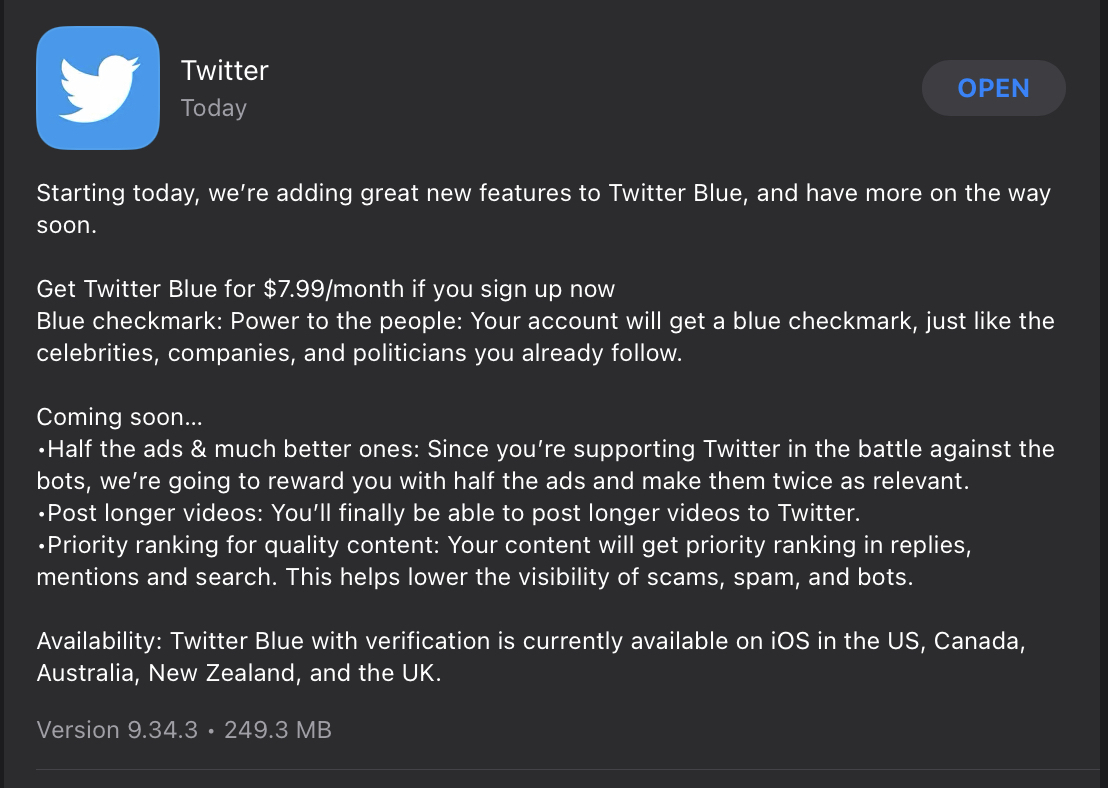 Twitter
Today
OPEN
Starting today, we’re adding great new features to Twitter Blue, and have more on the way
soon.
Get Twitter Blue for $7.99/month if you sign up now
Blue checkmark: Power to the people: Your account will get a blue checkmark, just like the
celebrities, companies, and politicians you already follow.
Coming soon…
•Half the ads & much better ones: Since you’re supporting Twitter in the battle against the
bots, we’re going to reward you with half the ads and make them twice as relevant.
•Post longer videos: You’ll finally be able to post longer videos to Twitter.
•Priority ranking for quality content: Your content will get priority ranking in replies,
mentions and search. This helps lower the visibility of scams, spam, and bots.
Availability: Twitter Blue with verification is currently available on iOS in the US, Canada,
Australia, New Zealand, and the UK.
Version 9.34.3 • 249.3 MB